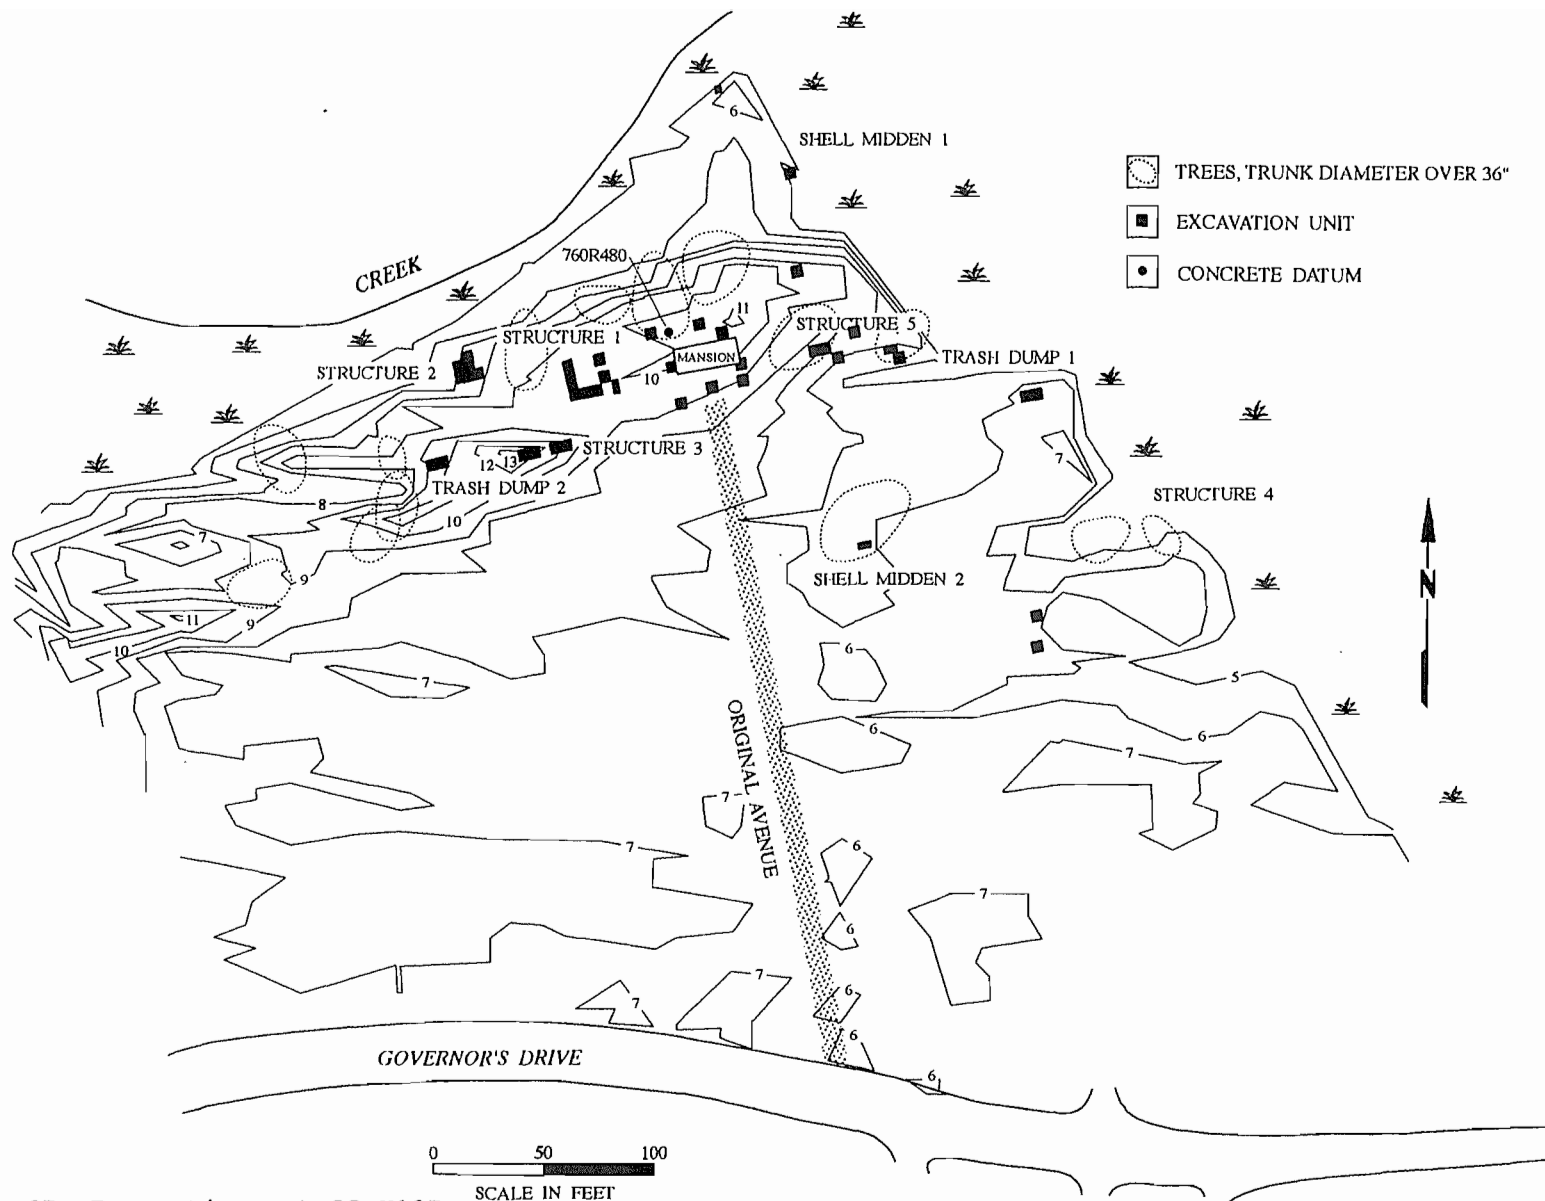 6
SHELL MIDDEN 1
TREES, TRUNK DIAMETER OVER 36"
EXCAVATION UNIT
CONCRETE DATUM
760R480
CREEK
11
STRUCTURE 1
STRUCTURE 5
MANSION
TRASH DUMP 1
STRUCTURE 2
10
STRUCTURE 3
12
13
7
TRASH DUMP 2
STRUCTURE 4
8
10
7
9
SHELL MIDDEN 2
N
11
9
10
6
7
5
ORIGINAL AVENUE
6
6
7
7
6
7
7
6
7
7
6
6
GOVERNOR'S DRIVE
6
0 50 100
SCALE IN FEET